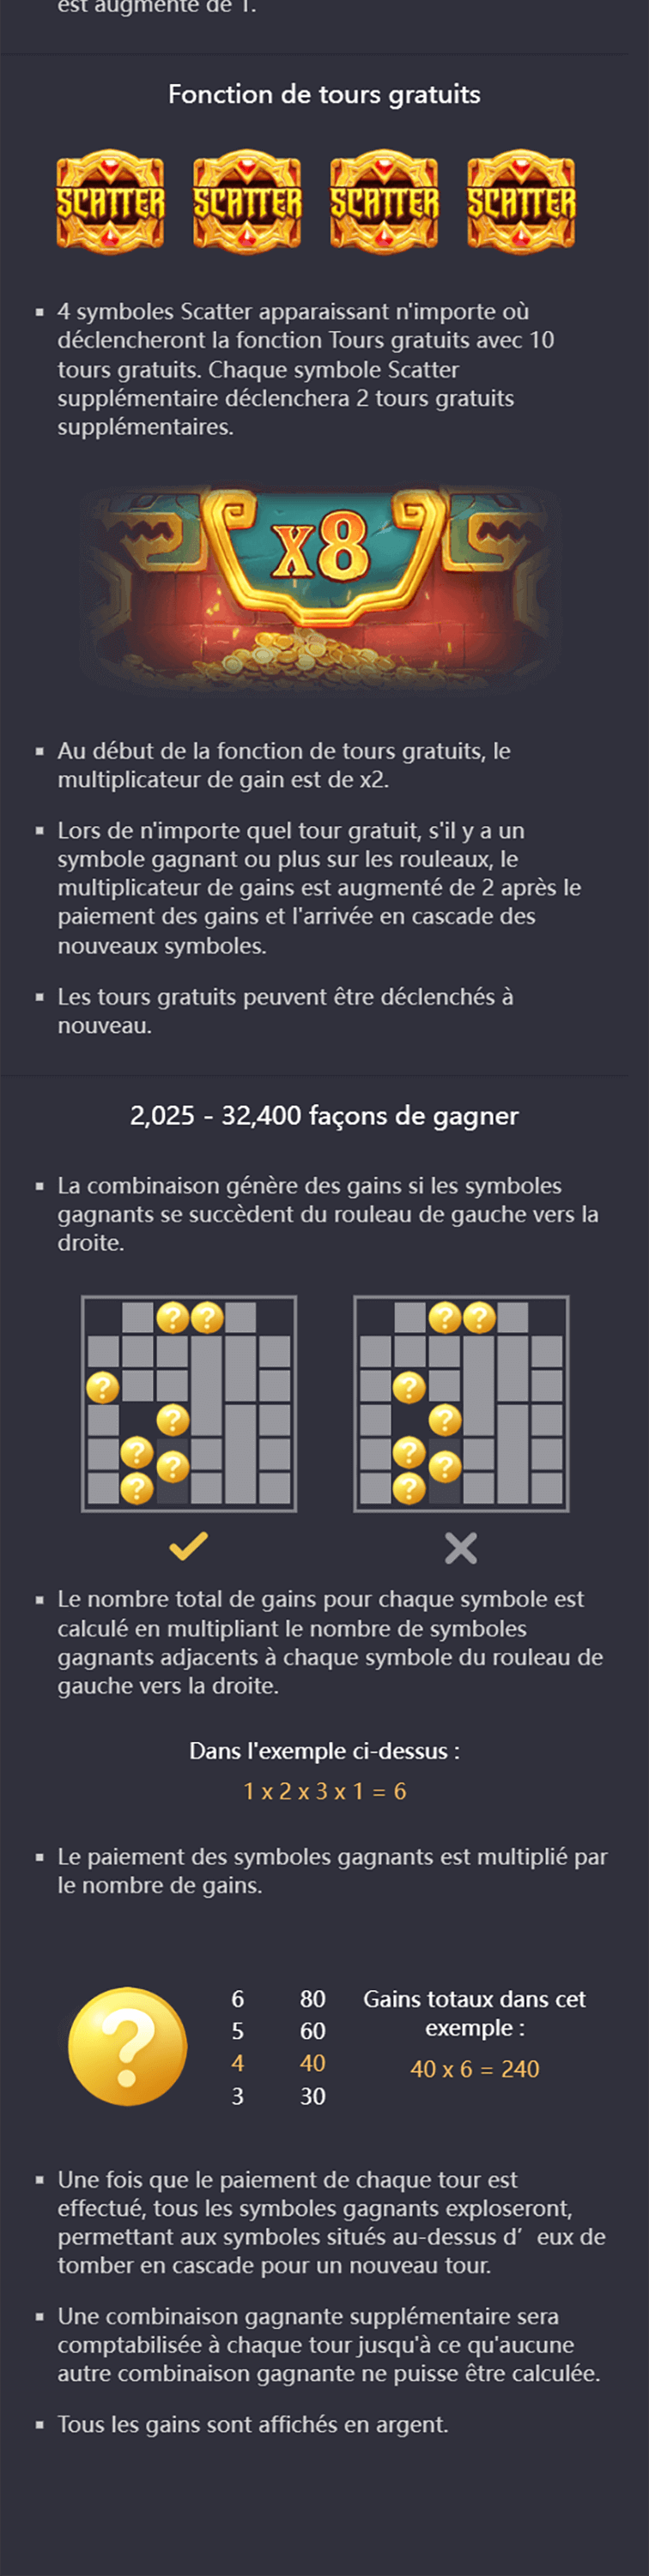 est augmenté de 1.
Fonction de tours gratuits
SCATTER SCATTER SCATTER SCATTER
▪ 4 symboles Scatter apparaissant n'importe où
déclencheront la fonction Tours gratuits avec 10
tours gratuits. Chaque symbole Scatter
supplémentaire déclenchera 2 tours gratuits
supplémentaires.
x8
▪ Au début de la fonction de tours gratuits, le
multiplicateur de gain est de x2.
▪ Lors de n'importe quel tour gratuit, s'il y a un
symbole gagnant ou plus sur les rouleaux, le
multiplicateur de gains est augmenté de 2 après le
paiement des gains et l'arrivée en cascade des
nouveaux symboles.
▪ Les tours gratuits peuvent être déclenchés à
nouveau.
2,025 - 32,400 façons de gagner
▪ La combinaison génère des gains si les symboles
gagnants se succèdent du rouleau de gauche vers la
droite.
? ? ? ?
? ?
? ?
? ?
? ?
? ?
▪ Le nombre total de gains pour chaque symbole est
calculé en multipliant le nombre de symboles
gagnants adjacents à chaque symbole du rouleau de
gauche vers la droite.
Dans l'exemple ci-dessus :
1 x 2 x 3 x 1 = 6
▪ Le paiement des symboles gagnants est multiplié par
le nombre de gains.
?
6 80
5 60
4 40
3 30
Gains totaux dans cet
exemple :
40 x 6 = 240
▪ Une fois que le paiement de chaque tour est
effectué, tous les symboles gagnants exploseront,
permettant aux symboles situés au-dessus d’ eux de
tomber en cascade pour un nouveau tour.
▪ Une combinaison gagnante supplémentaire sera
comptabilisée à chaque tour jusqu'à ce qu'aucune
autre combinaison gagnante ne puisse être calculée.
▪ Tous les gains sont affichés en argent.